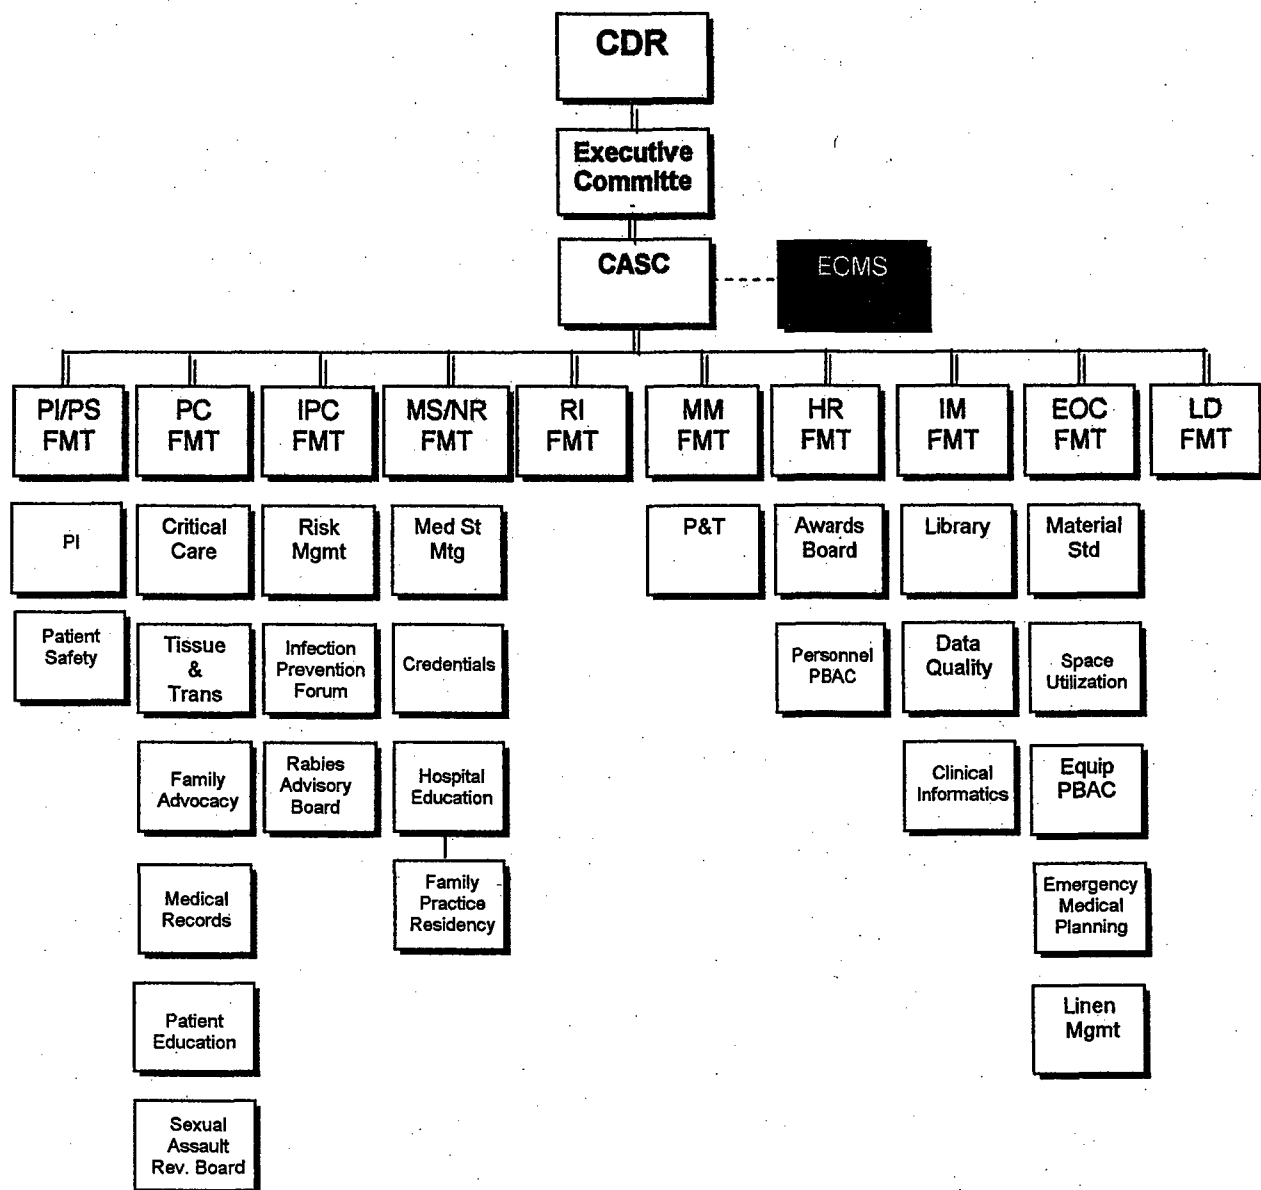 CDR
Executive
Committe
CASC
ECMS
PI/PS
FMT
PC
FMT
IPC
FMT
MS/NR
FMT
RI
FMT
MM
FMT
HR
FMT
IM
FMT
EOC
FMT
LD
FMT
PI
Critical
Care
Risk
Mgmt
Med St
Mtg
P&T
Awards
Board
Library
Material
Std
Patient
Safety
Tissue
&
Trans
Infection
Prevention
Forum
Credentials
Personnel
PBAC
Data
Quality
Space
Utilization
Family
Advocacy
Rabies
Advisory
Board
Hospital
Education
Clinical
Informatics
Equip
PBAC
Medical
Records
Family
Practice
Residency
Emergency
Medical
Planning
Patient
Education
Linen
Mgmt
Sexual
Assault
Rev. Board